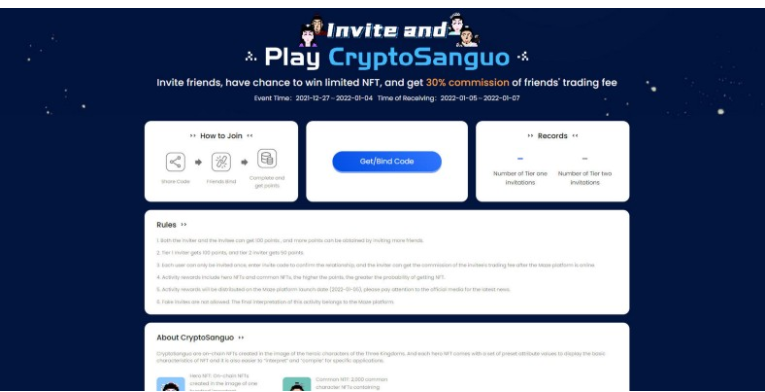 Invite and
Play CryptoSanguo
Invite friends, have chance to win limited NFT, and get 30% commission of friends' trading fee
Event Time: 2021-12-27-2022-01-04 Time of Receiving: 2022-01-05-2022-01-07
How to Join
Share Code
Friends Bind
Complete and
get points
Get/Bind Code
Records
Number of Tier one
invitations
Number of Tier two
invitations
Rules
1. Both the inviter and the invitee can get 100 points, and more points can be obtained by inviting more friends.
2. Tier 1 inviter gets 100 points, and tier 2 inviter gets 50 points.
3. Each user can only be invited once, enter invite code to confirm the relationship, and the inviter can get the commission of the invitee's trading fee after the Maze platform is online
4. Activity rewards include hero NFTs and common NFTs, the higher the points, the greater the probability of getting NFT.
5. Activity rewards will be distributed on the Maze platform launch date (2022-01-05), please pay attention to the official media for the latest news.
6. Fake invites are not allowed. The final interpretation of this activity belongs to the Maze platform.
About CryptoSanguo
CryptoSanguo are on-chain NFTs created in the image of the heroic characters of the Three Kingdoms. And each hero NFT comes with a set of preset attribute values to display the basic
characteristics of NFT and it is also easier to "interpret" and "compile" for specific applications.
Hero NFT: On-chain NFTs
created in the image of one
Common NFT: 2,000 common
character NFTs containing